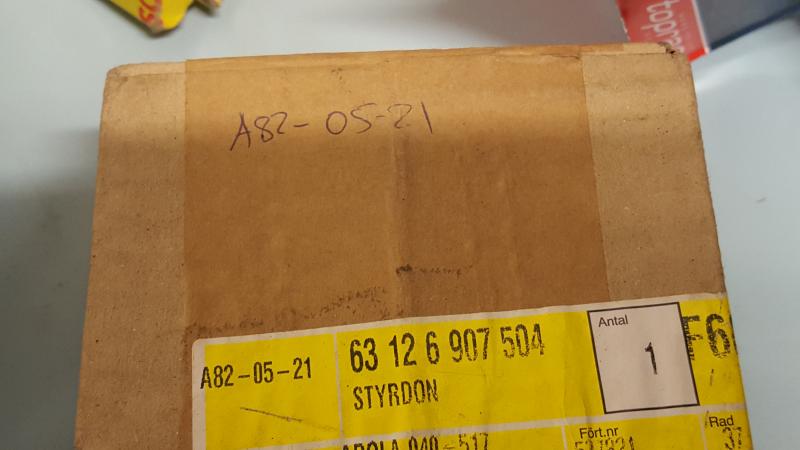 A82-05-21
A82-05-21
63 12 6 907 504
STYRDON
Antal
1
Fört.nr
Rad